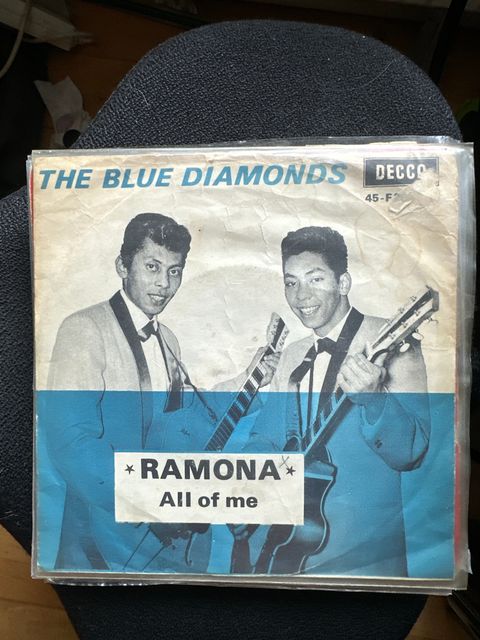 THE BLUE DIAMONDS
DECCA
45-F
★ RAMONA ★
All of me